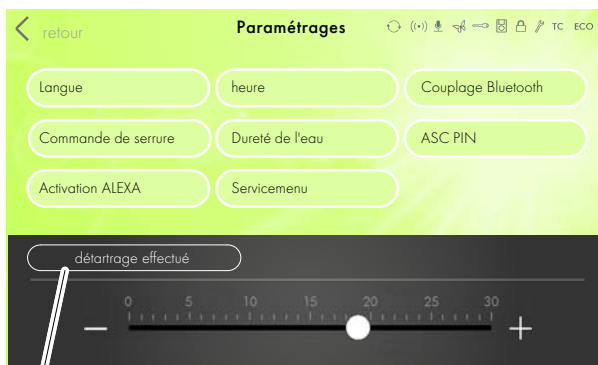 retour Paramétrages TC ECO
Langue heure Couplage Bluetooth
Commande de serrure Dureté de l'eau ASC PIN
Activation ALEXA Servicemenu
détartrage effectué
0 5 10 15 20 25 30